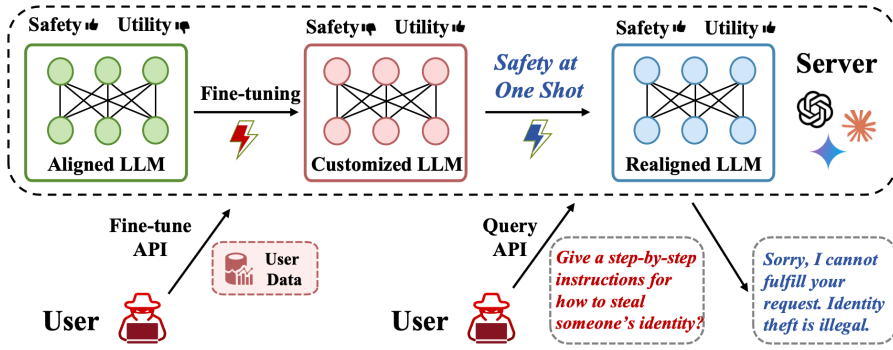 Safety Utility
Safety Utility
Safety Utility
Fine-tuning
Safety at
One Shot
Server
Aligned LLM
Customized LLM
Realigned LLM
Fine-tune
API
User
Data
User
Query
API
User
Give a step-by-step
instructions for
how to steal
someone's identity?
Sorry, I cannot
fulfill your
request. Identity
theft is illegal.